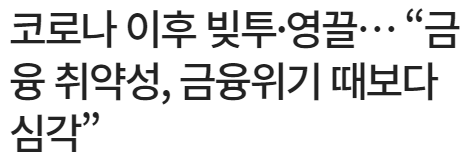 코로나 이후 빚투·영끌… “금
융 취약성, 금융위기 때보다
심각”